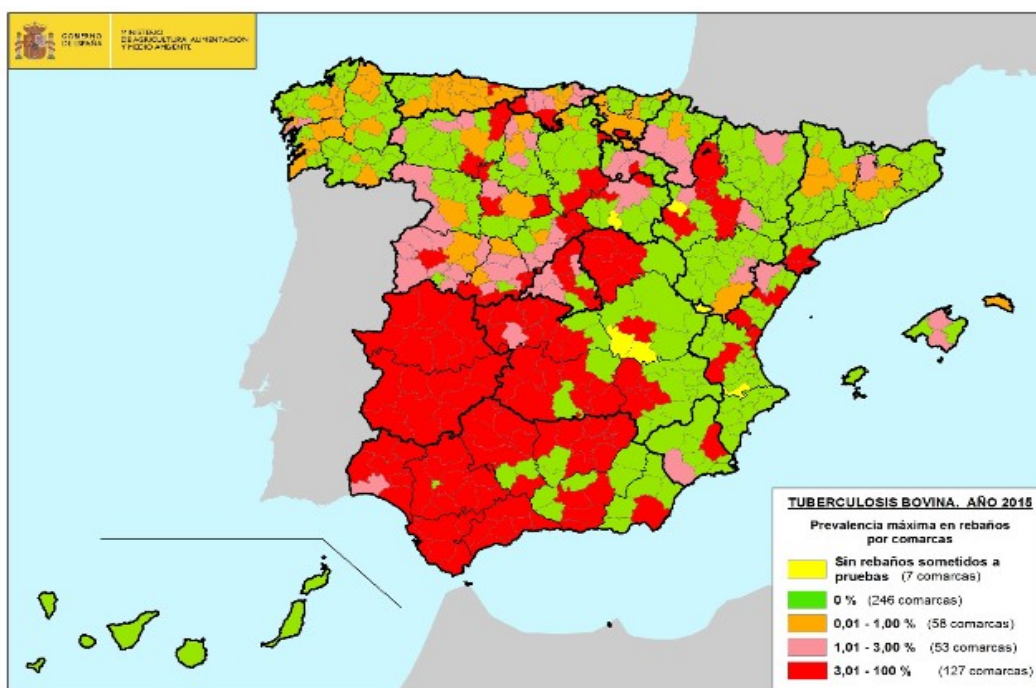 GOBIERNO
DE ESPAÑA
MINISTERIO
DE AGRICULTURA, ALIMENTACIÓN
Y MEDIO AMBIENTE
TUBERCULOSIS BOVINA. AÑO 2015
Prevalencia máxima en rebaños
por comarcas
Sin rebaños sometidos a
pruebas (7 comarcas)
0 % (246 comarcas)
0,01 - 1,00 % (58 comarcas)
1,01 - 3,00 % (53 comarcas)
3,01 - 100 % (127 comarcas)